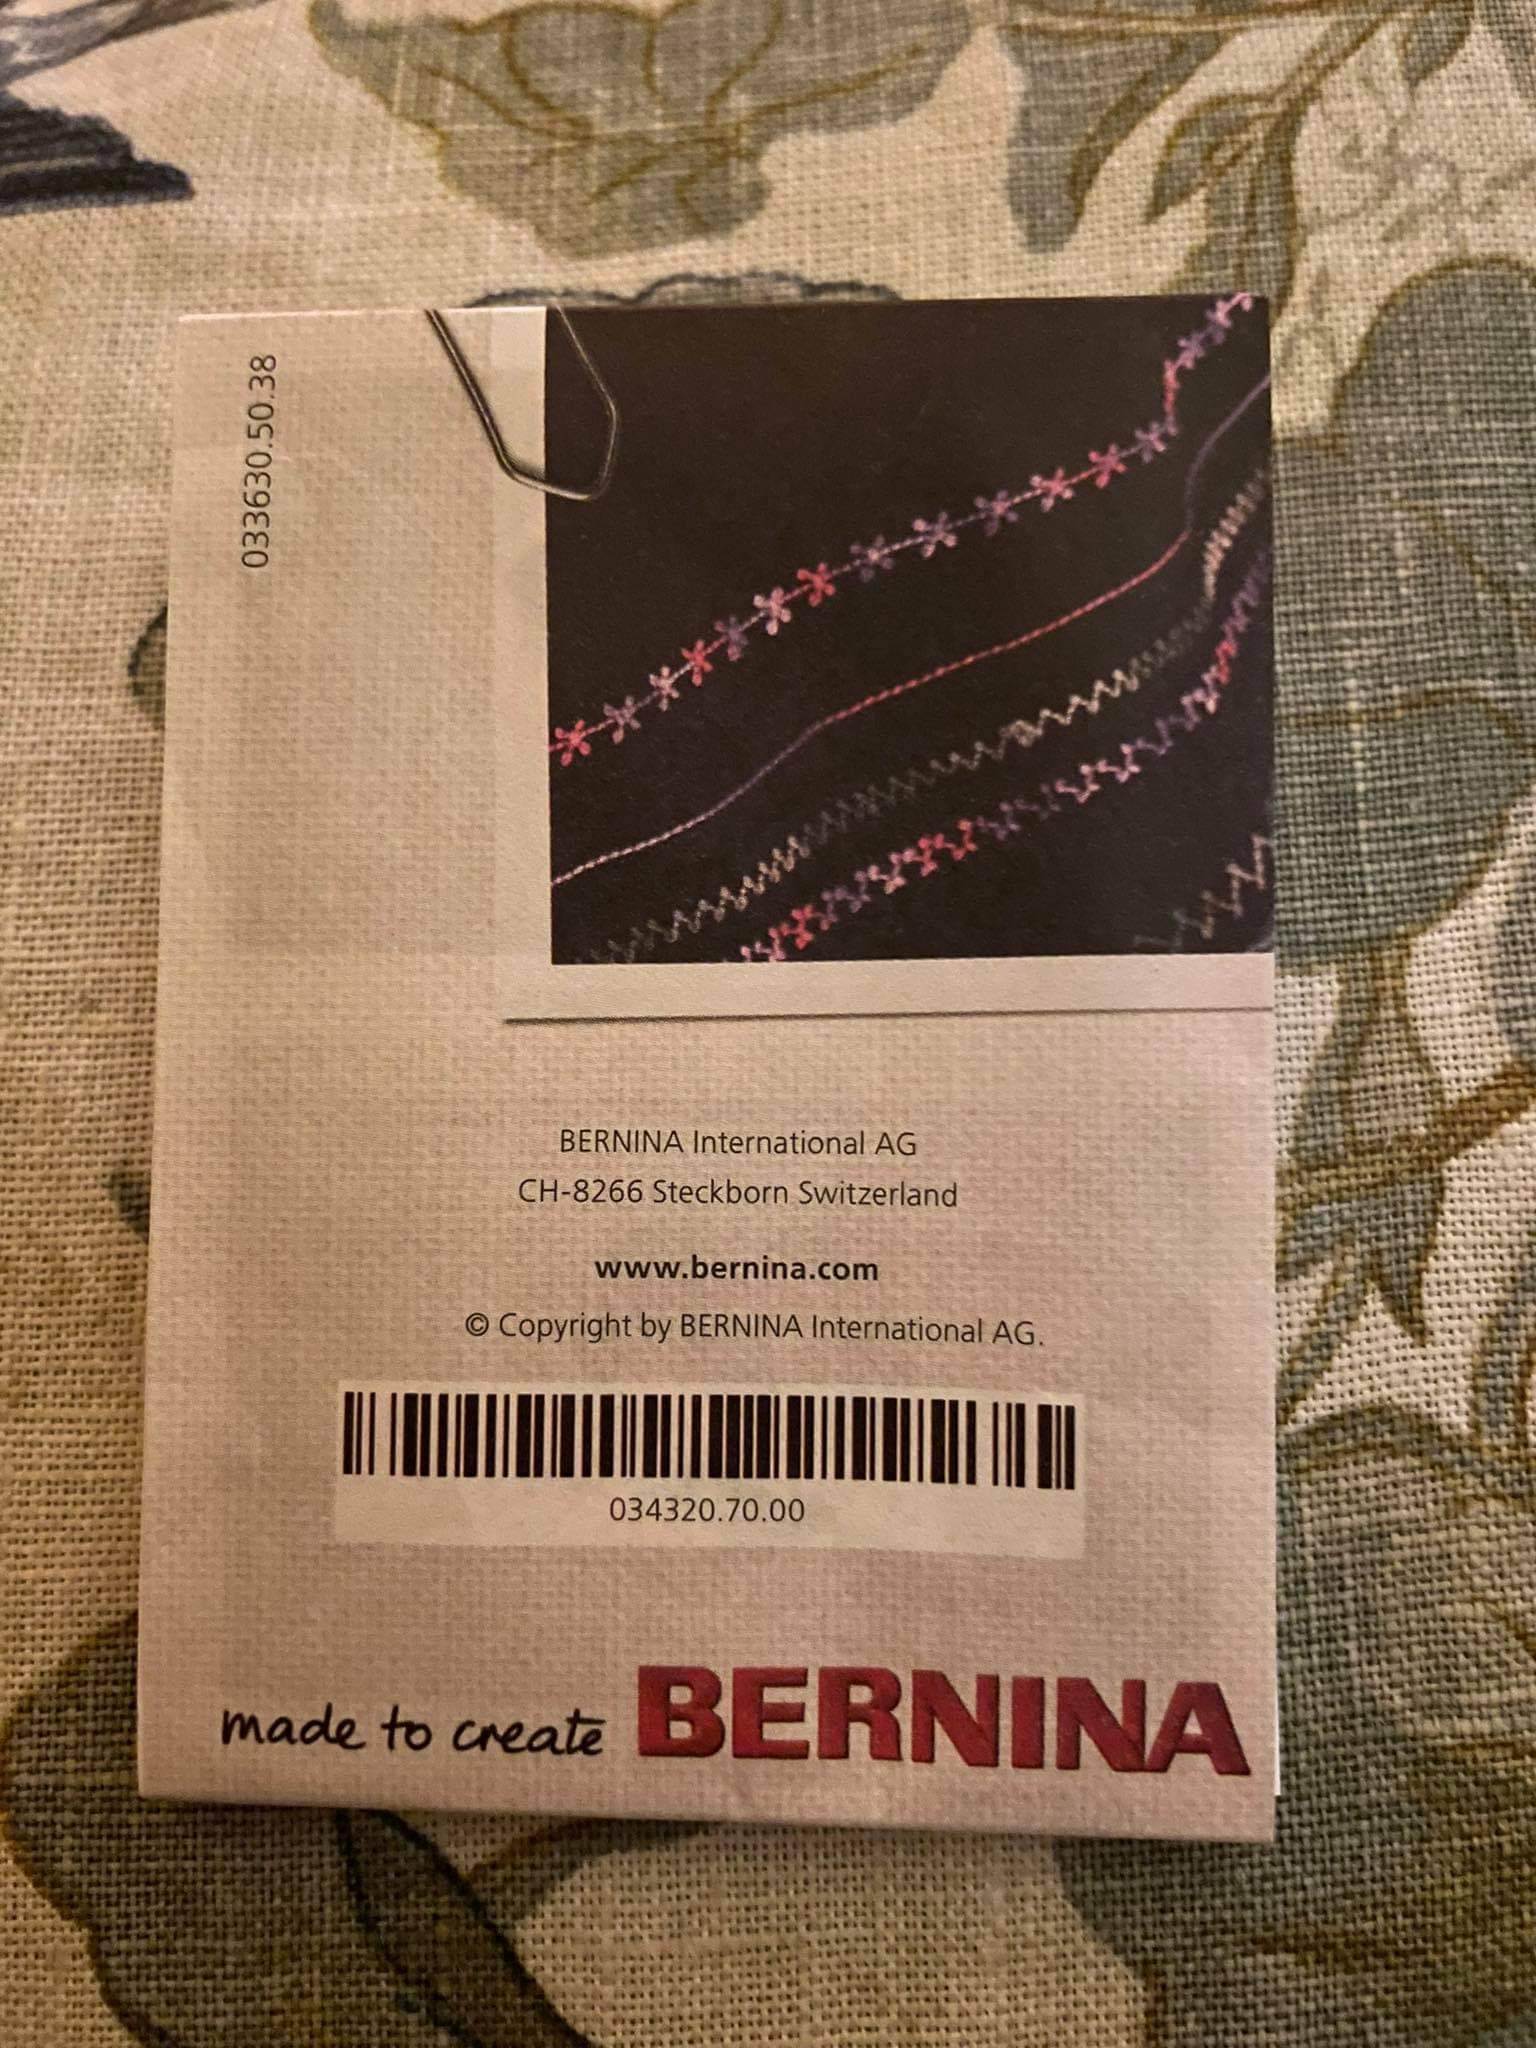 033630.50.38
BERNINA International AG
CH-8266 Steckborn Switzerland
www.bernina.com
© Copyright by BERNINA International AG.
034320.70.00
made to create BERNINA